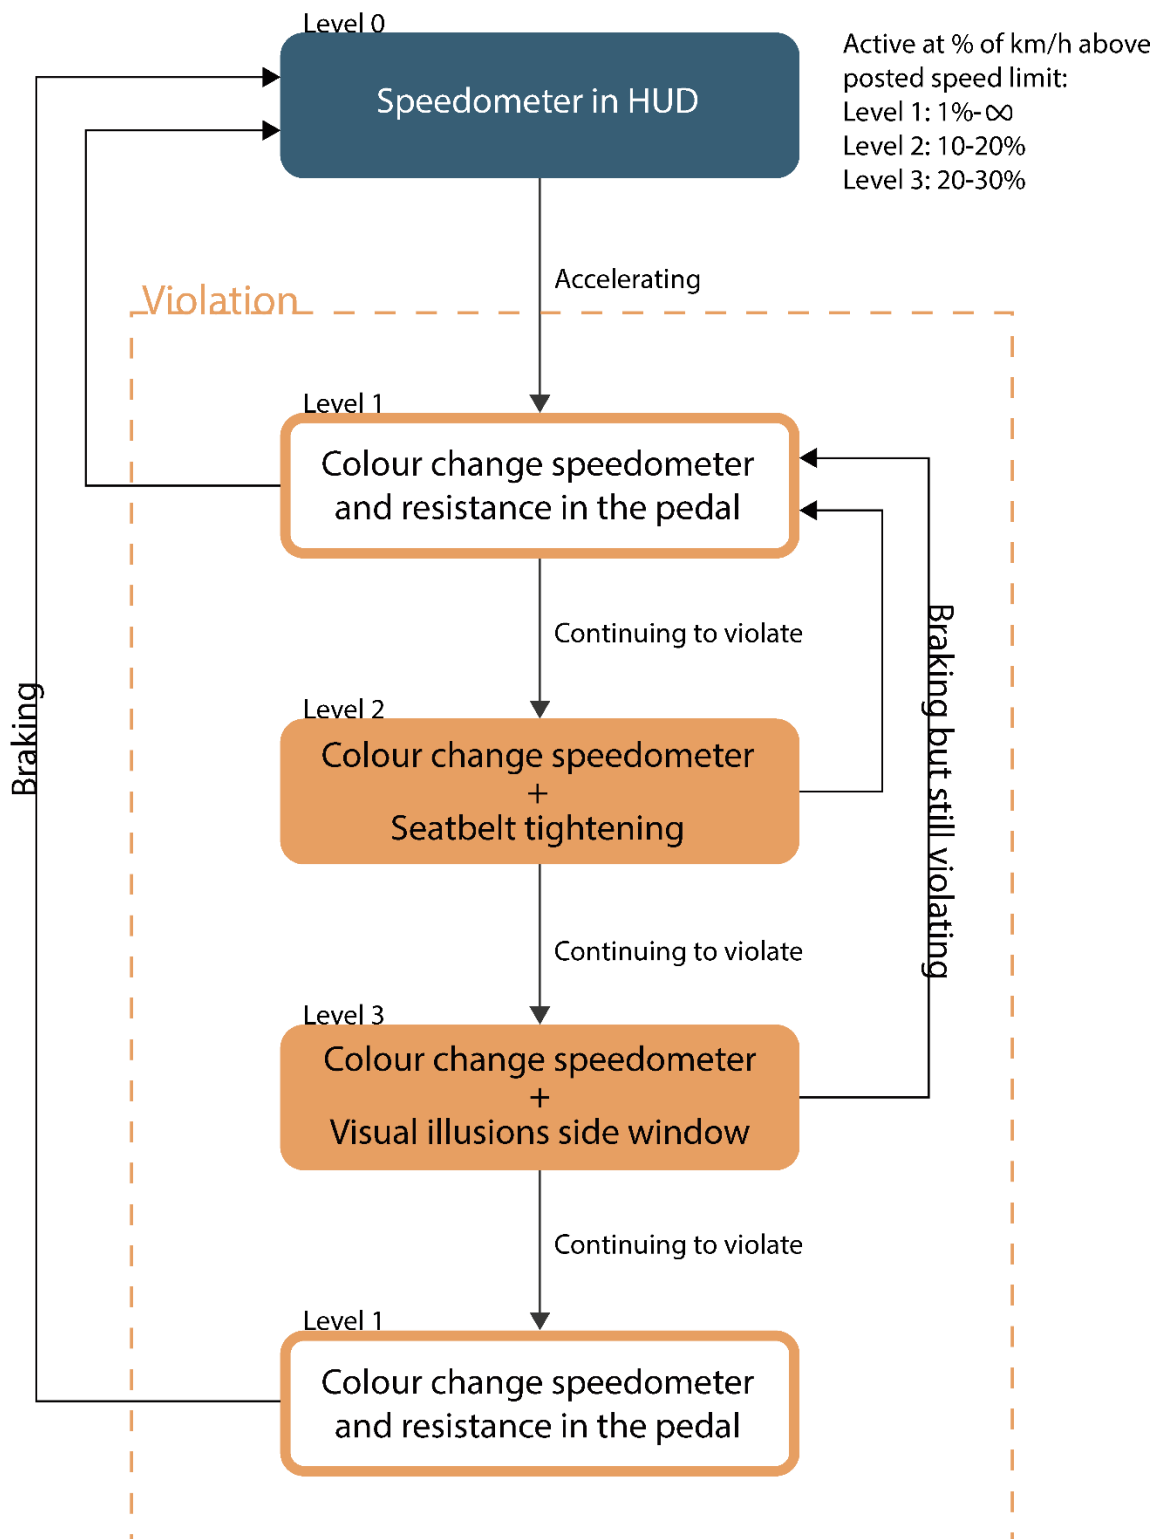 Level 0
Speedometer in HUD
Active at % of km/h above
posted speed limit:
Level 1: 1%-∞
Level 2: 10-20%
Level 3: 20-30%
Accelerating
Violation
Level 1
Colour change speedometer
and resistance in the pedal
Continuing to violate
Level 2
Colour change speedometer
+
Seatbelt tightening
Braking
Braking but still violating
Continuing to violate
Level 3
Colour change speedometer
+
Visual illusions side window
Continuing to violate
Level 1
Colour change speedometer
and resistance in the pedal